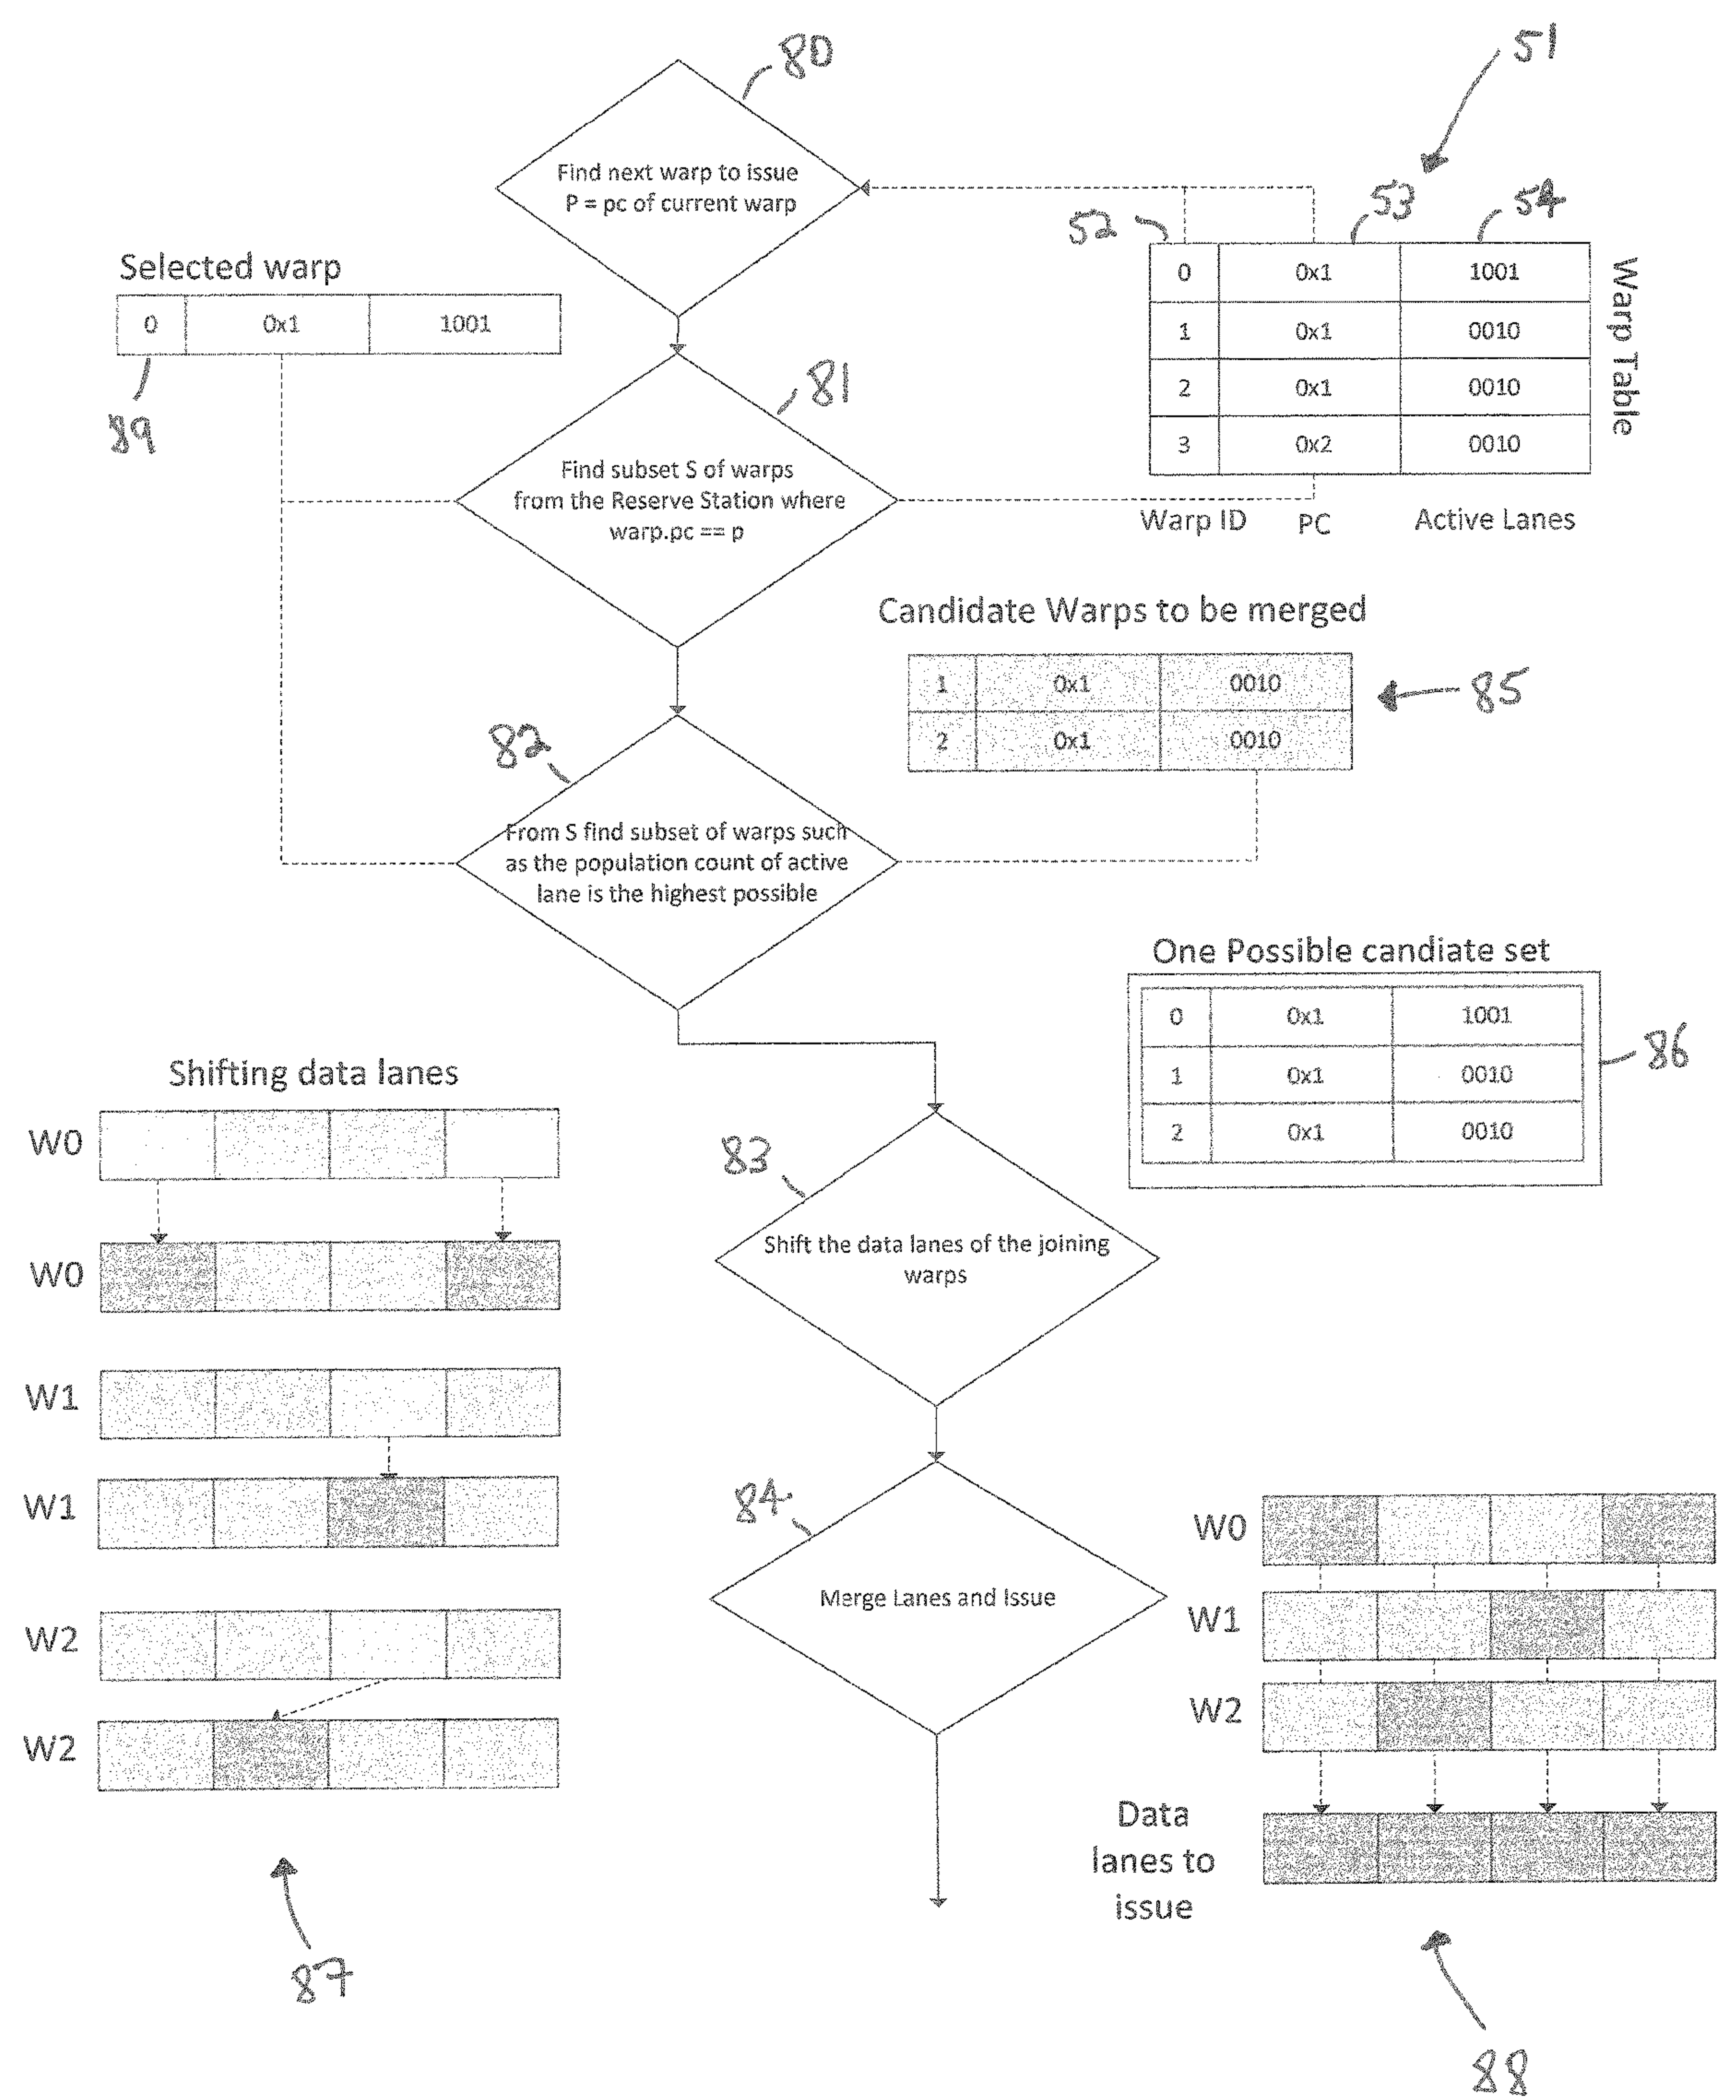 80
51
Find next warp to issue
P = pc of current warp
52
53
54
Selected warp
0 0x1 1001
89
0 0x1 1001
1 0x1 0010
2 0x1 0010
3 0x2 0010
Warp Table
Warp ID PC Active Lanes
81
Find subset S of warps
from the Reserve Station where
warp.pc == p
Candidate Warps to be merged
1 0x1 0010
2 0x1 0010
85
82
From S find subset of warps such
as the population count of active
lane is the highest possible
One Possible candiate set
0 0x1 1001
1 0x1 0010
2 0x1 0010
86
Shifting data lanes
W0
W0
W1
W1
W2
W2
87
83
Shift the data lanes of the joining
warps
84
Merge Lanes and Issue
W0
W1
W2
Data
lanes to
issue
88